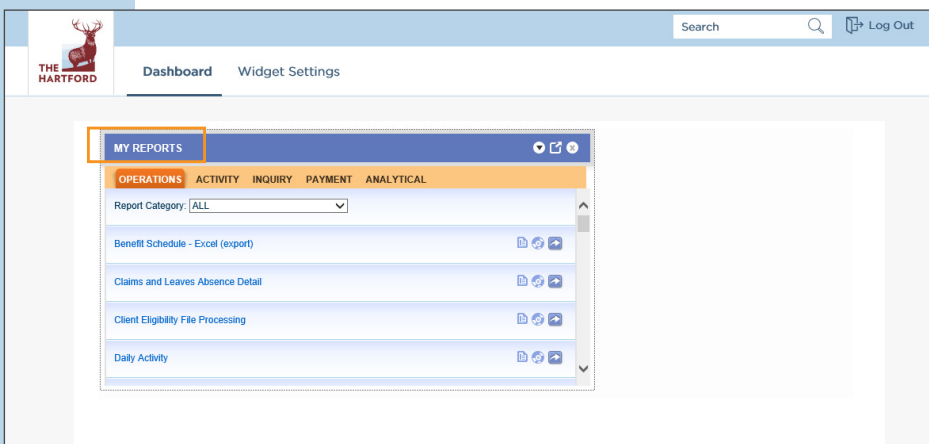 Search
Log Out
THE
HARTFORD
Dashboard Widget Settings
MY REPORTS
OPERATIONS ACTIVITY INQUIRY PAYMENT ANALYTICAL
Report Category: ALL
Benefit Schedule - Excel (export)
Claims and Leaves Absence Detail
Client Eligibility File Processing
Daily Activity